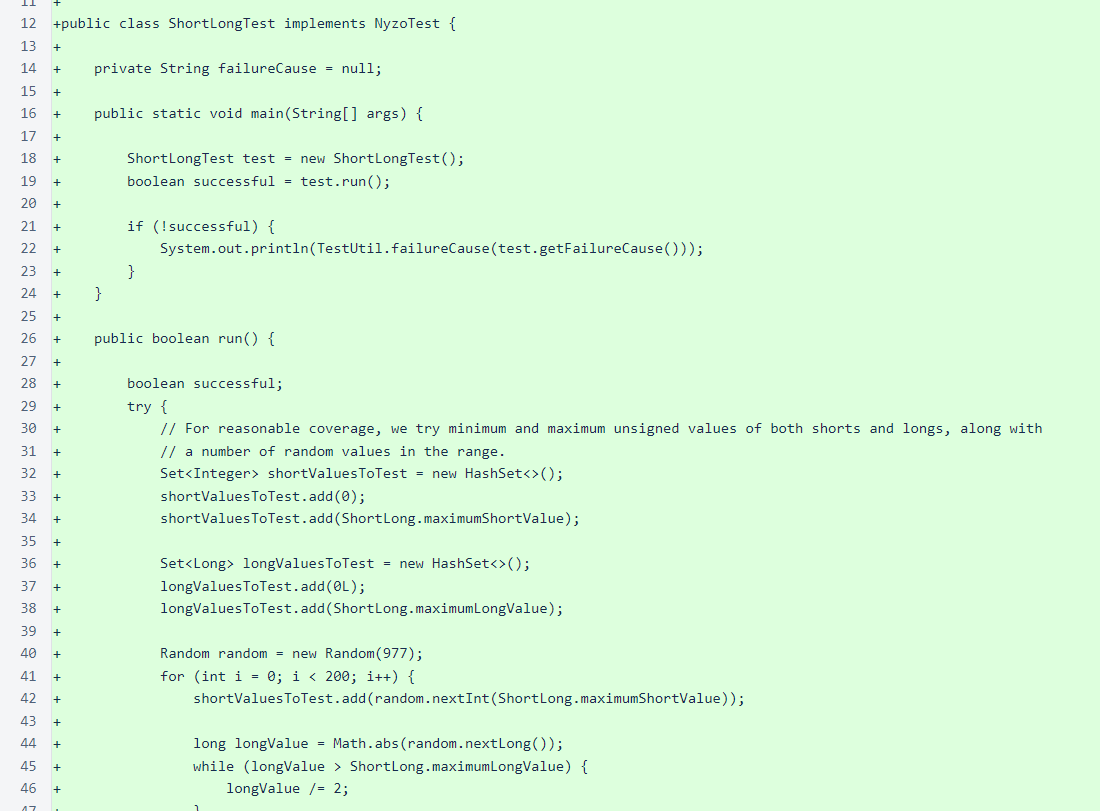 11 +
12 +public class ShortLongTest implements NyzoTest {
13 +
14 +    private String failureCause = null;
15 +
16 +    public static void main(String[] args) {
17 +
18 +        ShortLongTest test = new ShortLongTest();
19 +        boolean successful = test.run();
20 +
21 +        if (!successful) {
22 +            System.out.println(TestUtil.failureCause(test.getFailureCause()));
23 +        }
24 +    }
25 +
26 +    public boolean run() {
27 +
28 +        boolean successful;
29 +        try {
30 +            // For reasonable coverage, we try minimum and maximum unsigned values of both shorts and longs, along with
31 +            // a number of random values in the range.
32 +            Set<Integer> shortValuesToTest = new HashSet<>();
33 +            shortValuesToTest.add(0);
34 +            shortValuesToTest.add(ShortLong.maximumShortValue);
35 +
36 +            Set<Long> longValuesToTest = new HashSet<>();
37 +            longValuesToTest.add(0L);
38 +            longValuesToTest.add(ShortLong.maximumLongValue);
39 +
40 +            Random random = new Random(977);
41 +            for (int i = 0; i < 200; i++) {
42 +                shortValuesToTest.add(random.nextInt(ShortLong.maximumShortValue));
43 +
44 +                long longValue = Math.abs(random.nextLong());
45 +                while (longValue > ShortLong.maximumLongValue) {
46 +                    longValue /= 2;
47 +                }